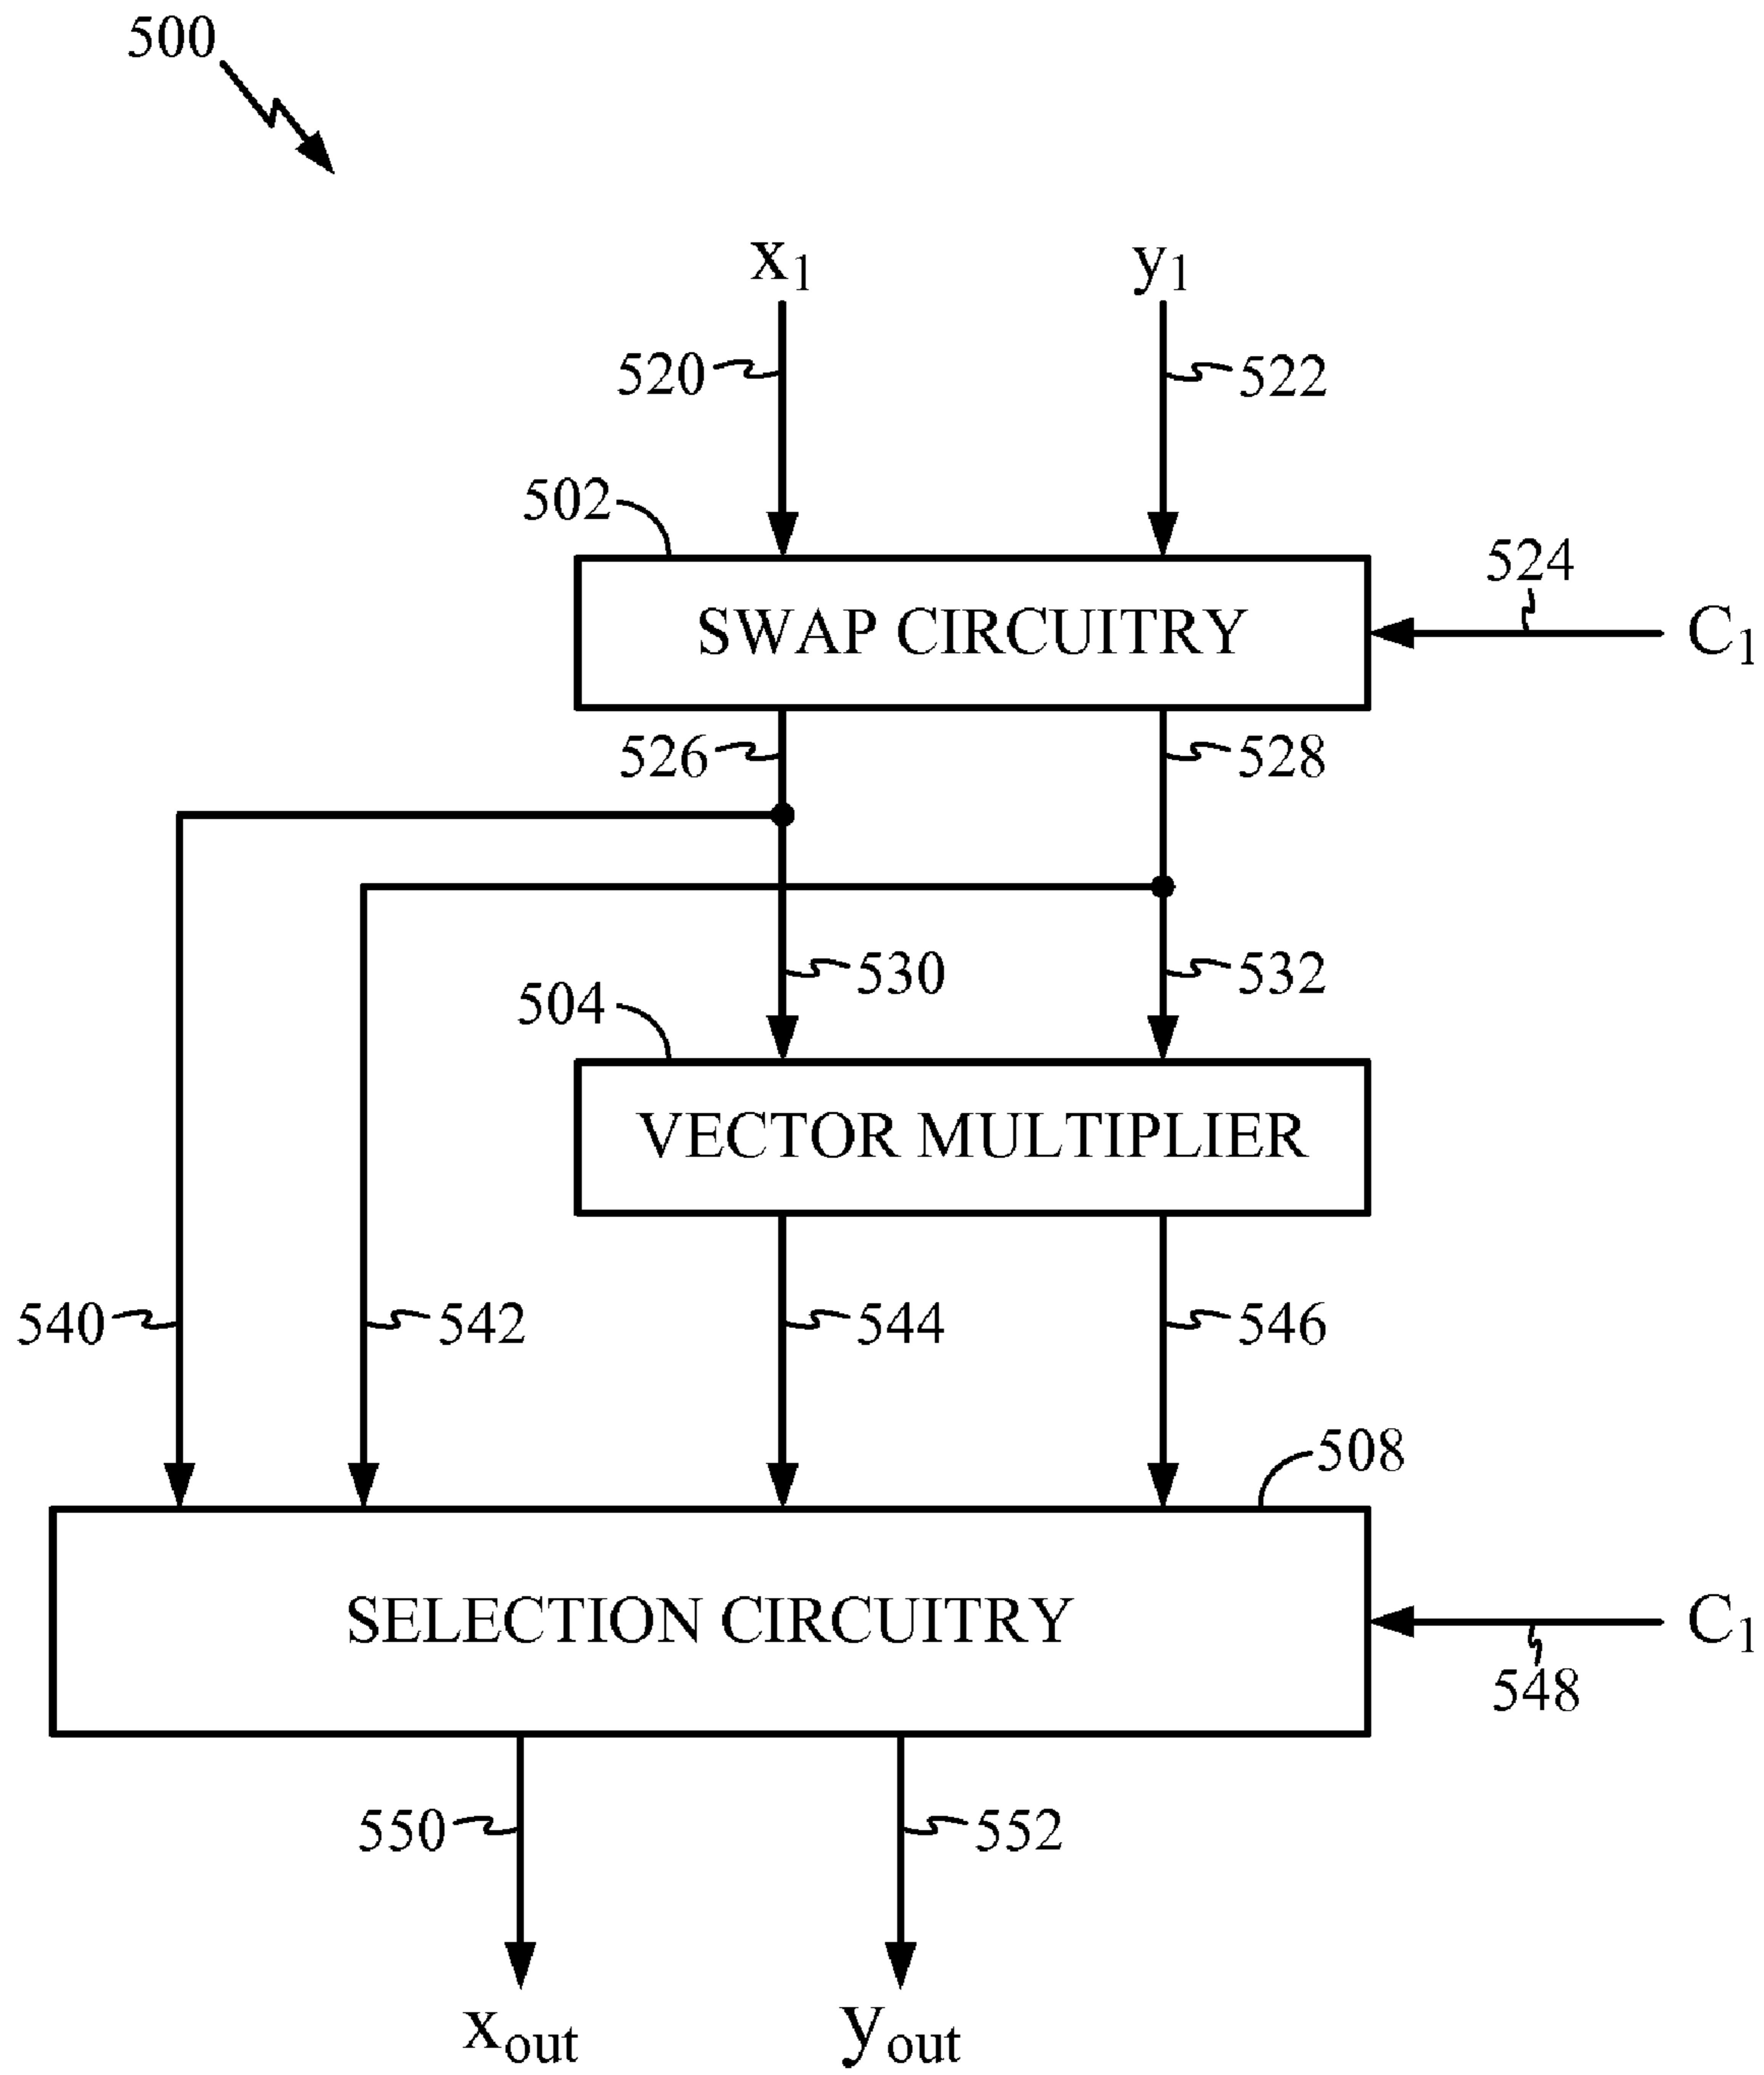 500
x₁
y₁
520
522
502
524
SWAP CIRCUITRY
C₁
526
528
530
532
504
VECTOR MULTIPLIER
540
542
544
546
508
SELECTION CIRCUITRY
C₁
548
550
552
xout
yout